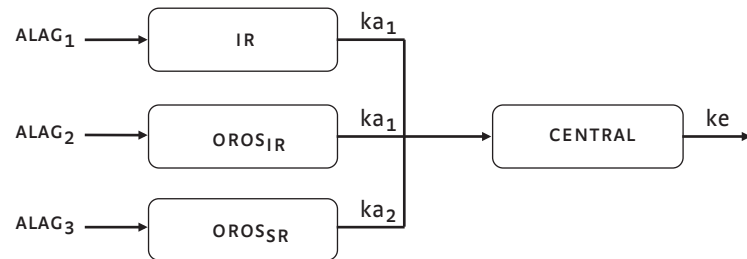 ALAG1 IR ka1
ALAG2 OROSIR ka1 CENTRAL ke
ALAG3 OROSSR ka2